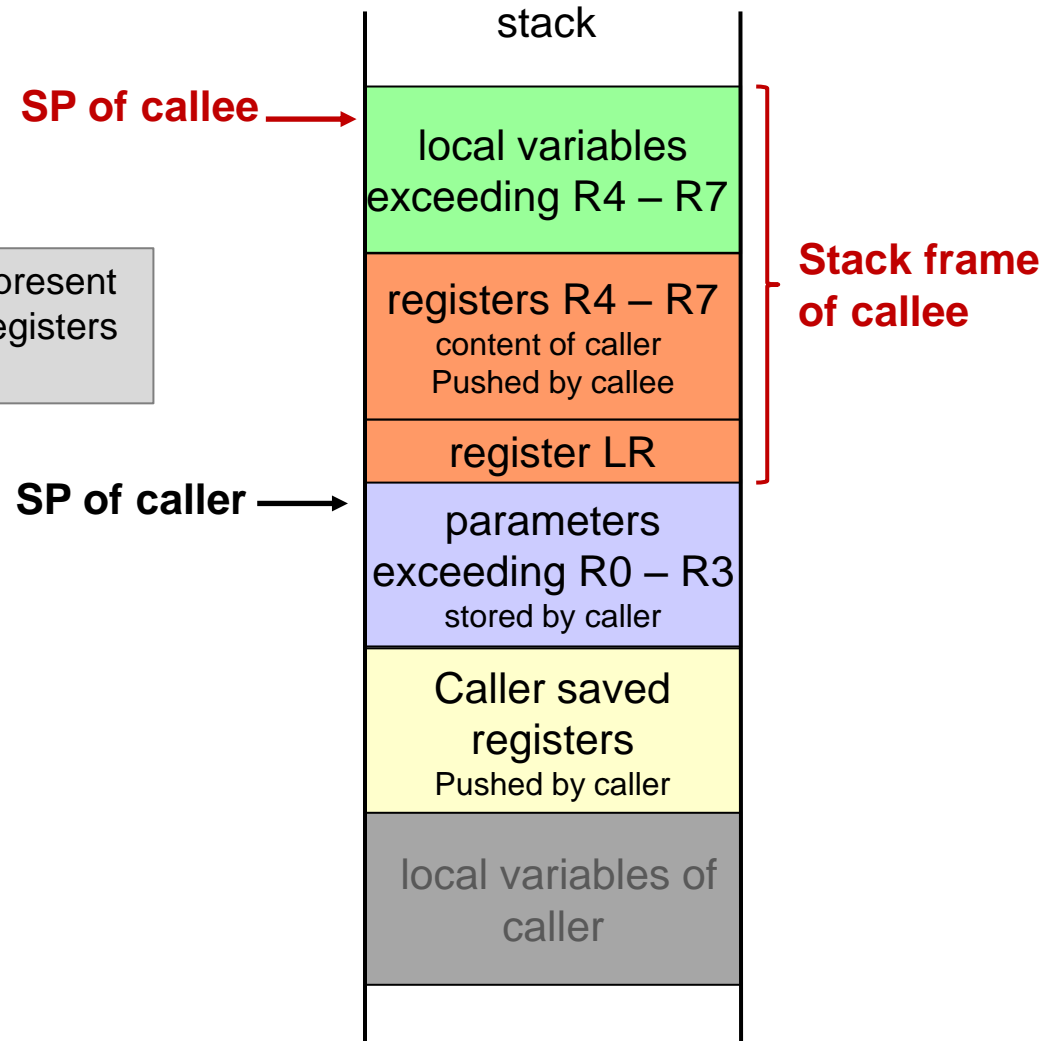 stack
SP of callee
local variables
exceeding R4 – R7
present
registers
registers R4 – R7
content of caller
Pushed by callee
Stack frame
of callee
register LR
SP of caller
parameters
exceeding R0 – R3
stored by caller
Caller saved
registers
Pushed by caller
local variables of
caller